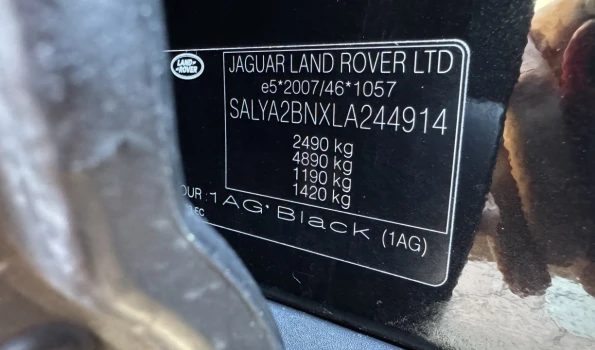 LAND
ROVER
JAGUAR LAND ROVER LTD
e5*2007/46*1057
SALYA2BNXLA244914
2490 kg
4890 kg
1190 kg
1420 kg
OUR : 1AG* Black (1AG)
EC